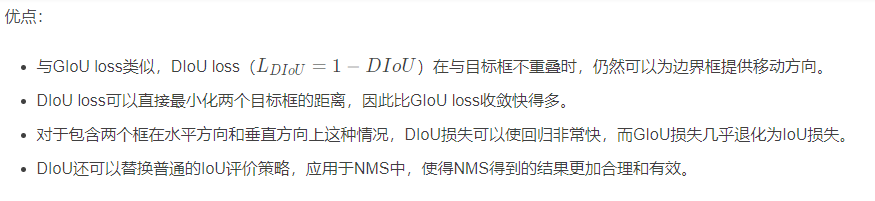 优点：
与GIoU loss类似，DIoU loss（$L_{DIoU} = 1 - DIoU$）在与目标框不重叠时，仍然可以为边界框提供移动方向。
DIoU loss可以直接最小化两个目标框的距离，因此比GIoU loss收敛快得多。
对于包含两个框在水平方向和垂直方向上这种情况，DIoU损失可以使回归非常快，而GIoU损失几乎退化为IoU损失。
DIoU还可以替换普通的IoU评价策略，应用于NMS中，使得NMS得到的结果更加合理和有效。